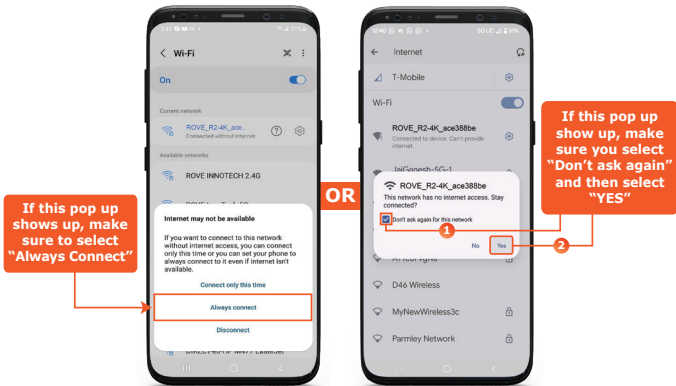 Wi-Fi
On
Current network
ROVE_R2-4K_ace..
Connected without internet
Available networks
ROVE INNOTECH 2.4G
Internet may not be available
If you want to connect to this network
without internet access, you can connect
only this time or you can set your phone to
always connect to it even if internet isn't
available.
Connect only this time
Always connect
Disconnect
If this pop up
shows up, make
sure to select
“Always Connect”
OR
Internet
T-Mobile
Wi-Fi
ROVE_R2-4K_ace388be
Connected to device. Can't provide
internet.
JaiGanesh-5G-1
ROVE_R2-4K_ace388be
This network has no internet access. Stay
connected?
Don't ask again for this network
1
No
Yes
2
D46 Wireless
MyNewWireless3c
Parmley Network
If this pop up
show up, make
sure you select
“Don’t ask again”
and then select
“YES”